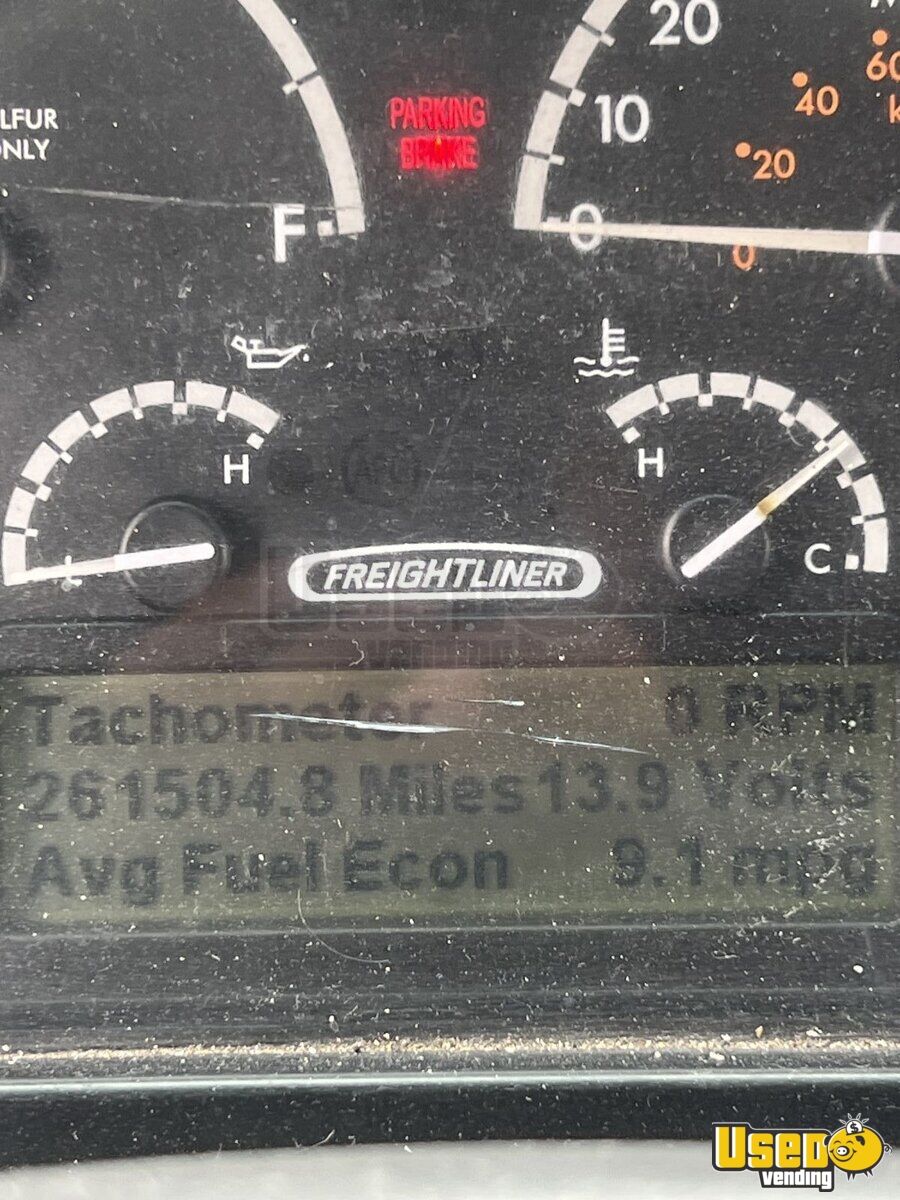 20
60
40
10
20
LFUR
ONLY
PARKING
BRAKE
F
0
0
H
H
L
C
FREIGHTLINER
Tachometer 0 RPM
261504.8 Miles 13.9 Volts
Avg Fuel Econ 9.1 mpg
USED
vending